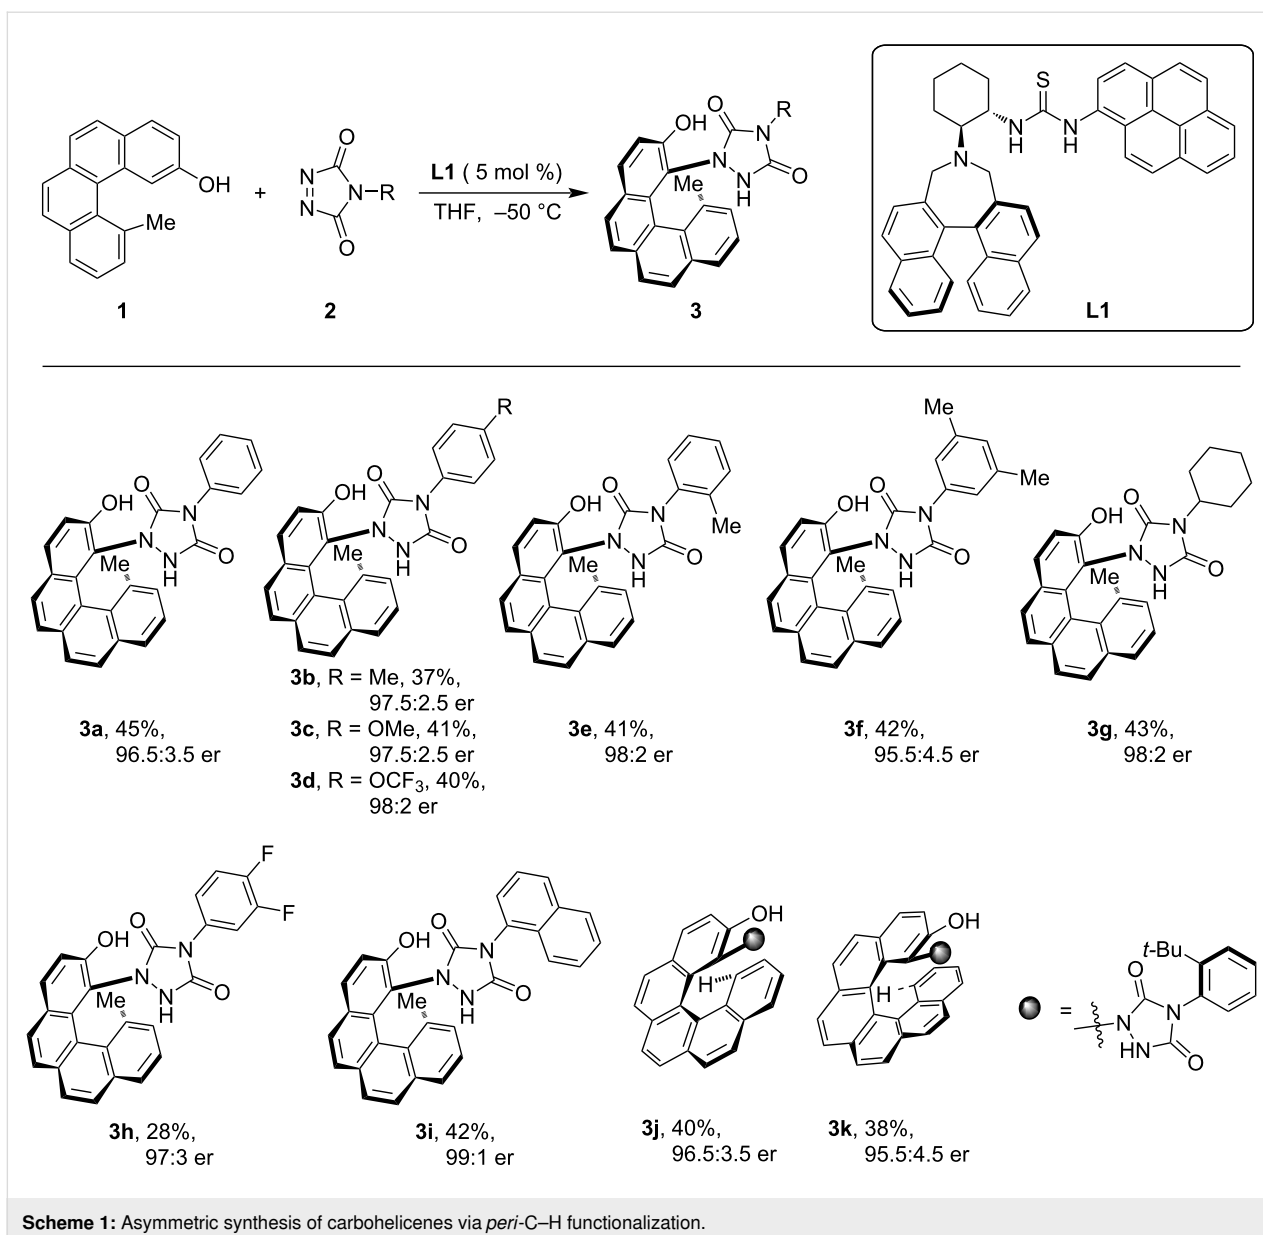 OH
Me
1
+
N
N
N–R
O
O
2
L1 ( 5 mol %)
THF, –50 °C
OH
O
N
R
N
N
H
O
Me
3
S
N
H
N
H
N
L1
OH
O
N
N
N
H
O
Me
3a, 45%,
96.5:3.5 er
R
OH
O
N
N
N
H
O
Me
3b, R = Me, 37%,
97.5:2.5 er
3c, R = OMe, 41%,
97.5:2.5 er
3d, R = OCF3, 40%,
98:2 er
OH
O
N
Me
N
N
H
O
Me
3e, 41%,
98:2 er
Me
Me
OH
O
N
N
N
H
O
Me
3f, 42%,
95.5:4.5 er
OH
O
N
N
N
H
O
Me
3g, 43%,
98:2 er
F
F
OH
O
N
N
N
H
O
Me
3h, 28%,
97:3 er
OH
O
N
N
N
H
O
Me
3i, 42%,
99:1 er
OH
H
3j, 40%,
96.5:3.5 er
OH
H
3k, 38%,
95.5:4.5 er
=
t-Bu
O
N
N
HN
O
Scheme 1: Asymmetric synthesis of carbohelicenes via peri-C–H functionalization.